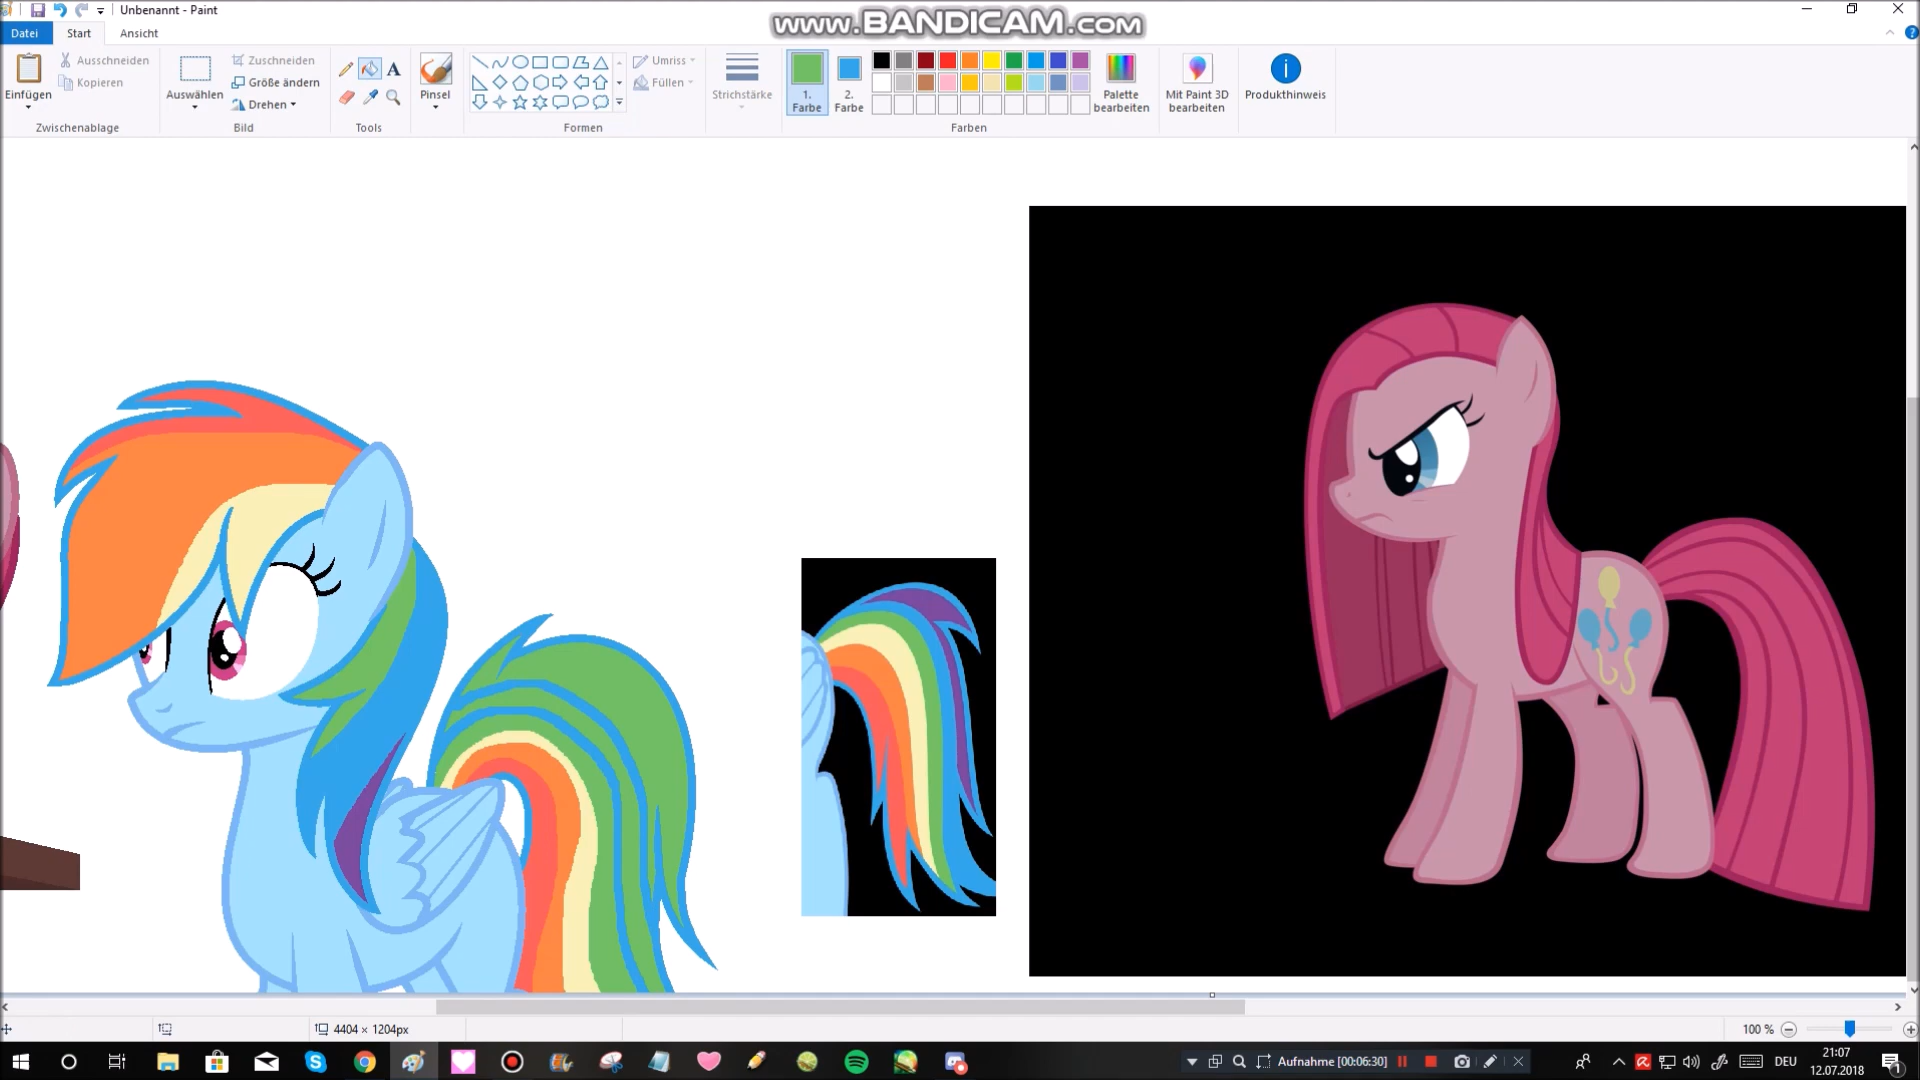 Unbenannt - Paint
www.BANDICAM.com
Datei Start Ansicht
Einfügen
Ausschneiden
Kopieren
Zwischenablage
Auswählen
Zuschneiden
Größe ändern
Drehen
Bild
A
Tools
Pinsel
Formen
Umriss
Füllen
Strichstärke
1. Farbe
2. Farbe
Farben
Palette bearbeiten
Mit Paint 3D bearbeiten
Produkthinweis
4404 × 1204px
100 %
Aufnahme [00:06:30]
DEU
21:07
12.07.2018
1